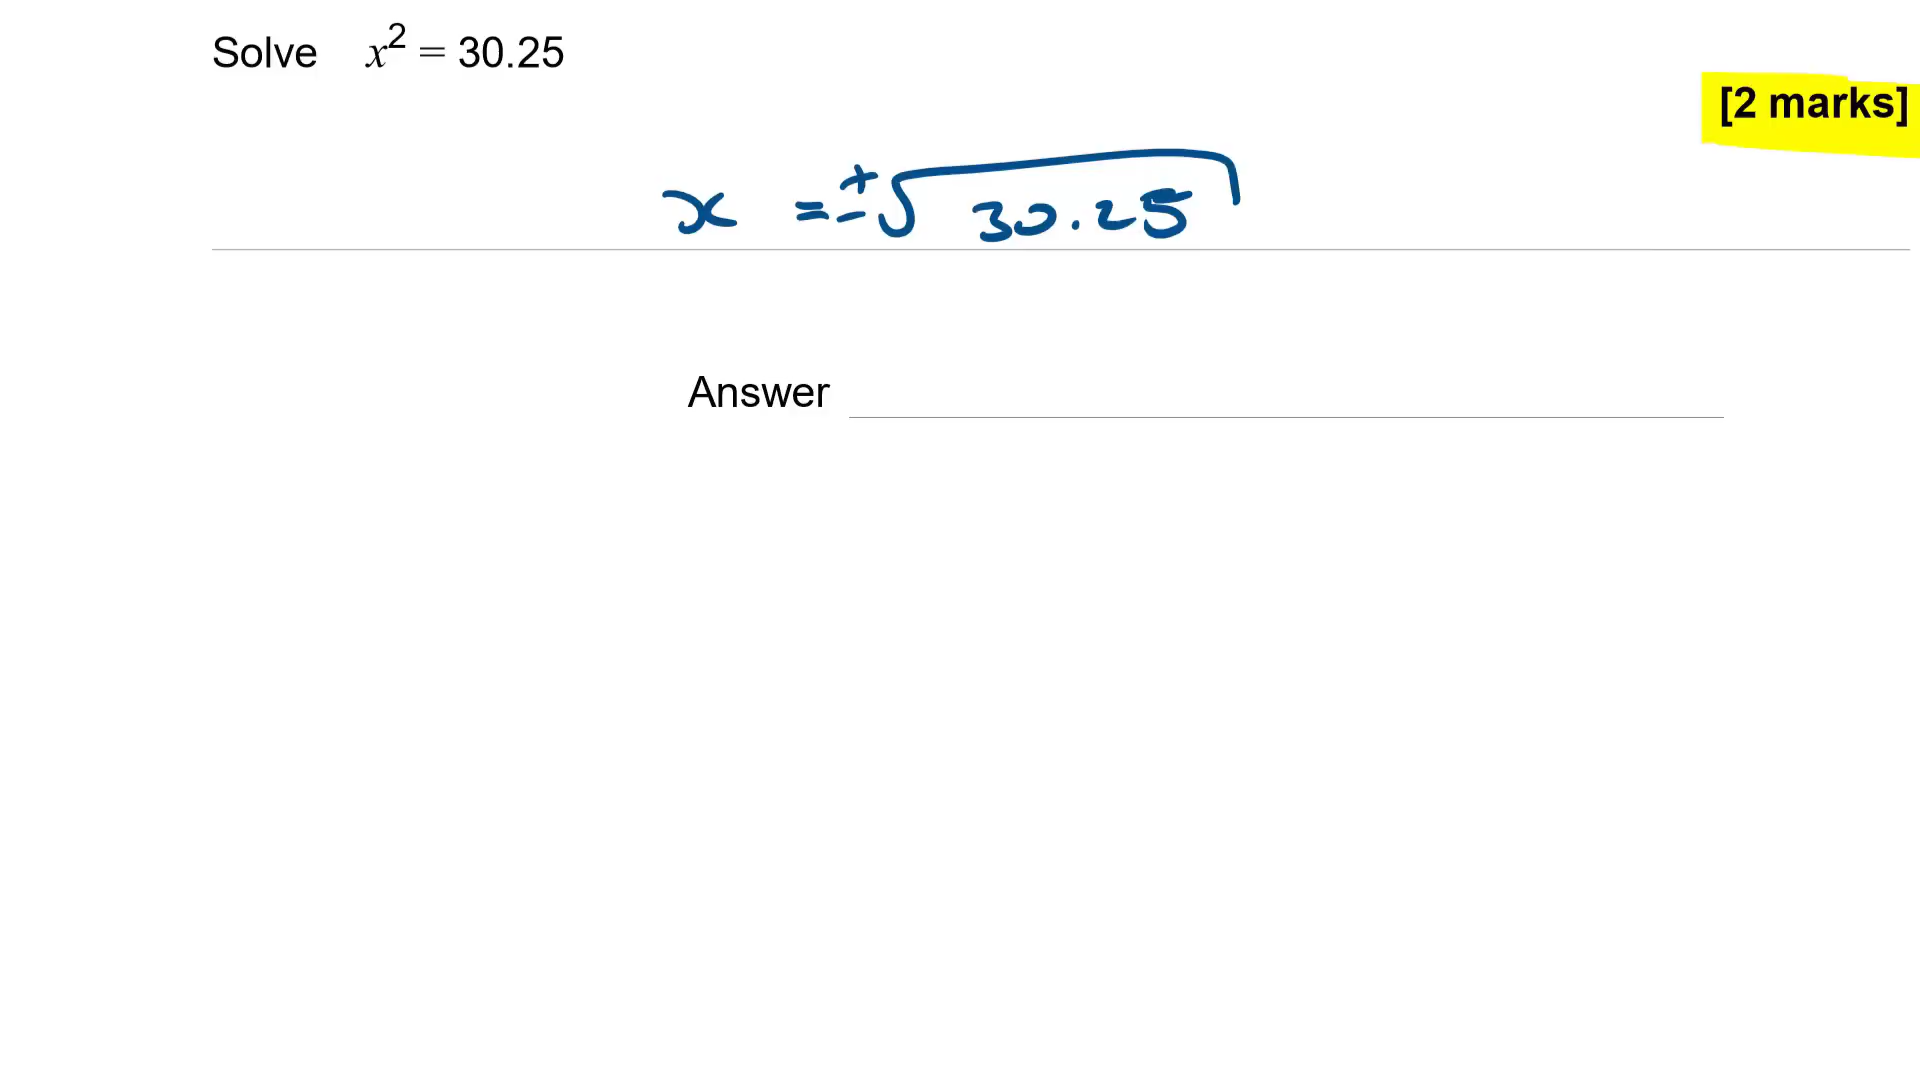 Solve x² = 30.25
[2 marks]
x = ±√30.25
Answer